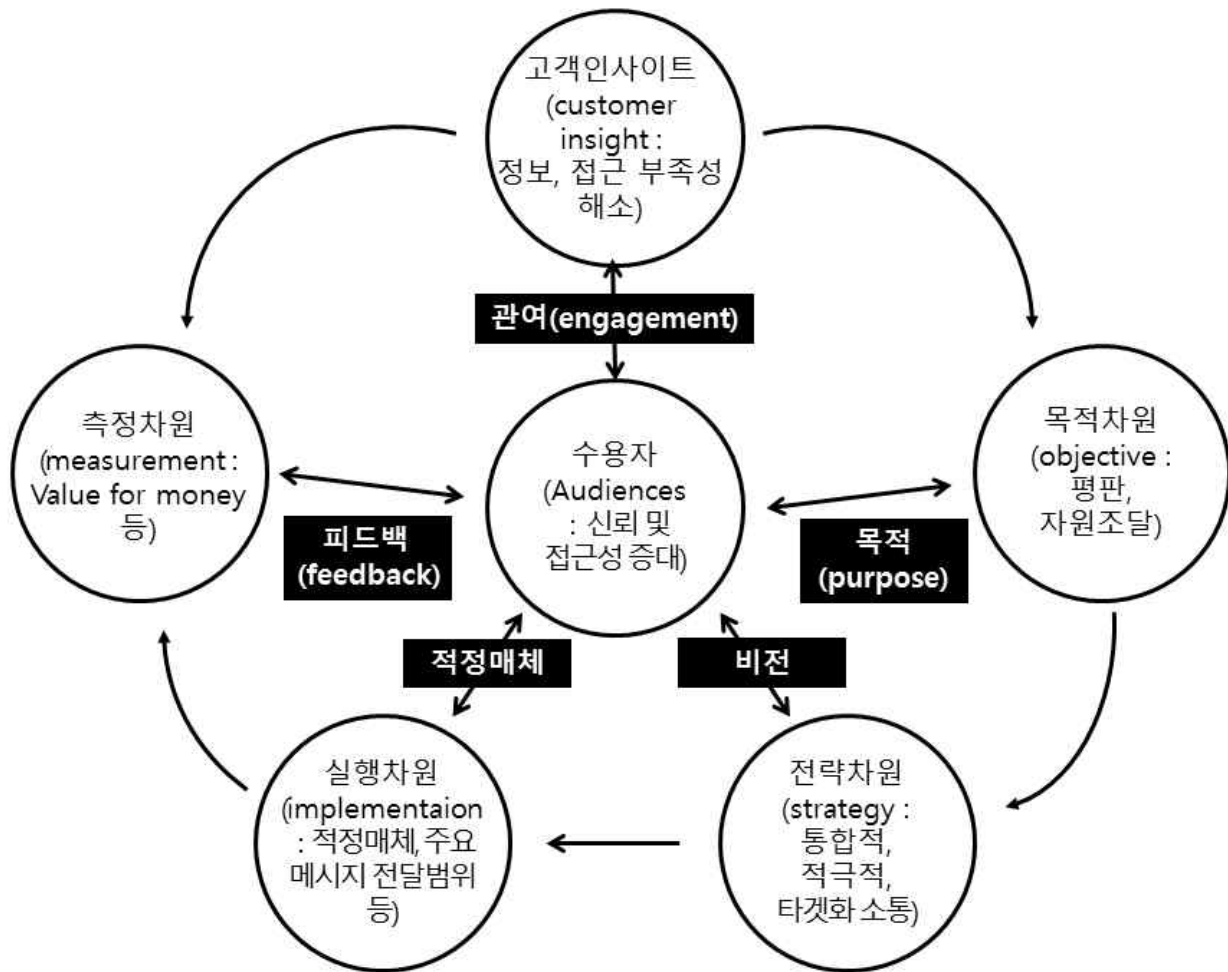 고객인사이트
(customer
insight :
정보, 접근 부족성
해소)
관여(engagement)
측정차원
(measurement :
Value for money
등)
수용자
(Audiences
: 신뢰 및
접근성 증대)
목적차원
(objective :
평판,
자원조달)
피드백
(feedback)
목적
(purpose)
적정매체
비전
실행차원
(implementaion
: 적정매체, 주요
메시지 전달범위
등)
전략차원
(strategy :
통합적,
적극적,
타겟화 소통)